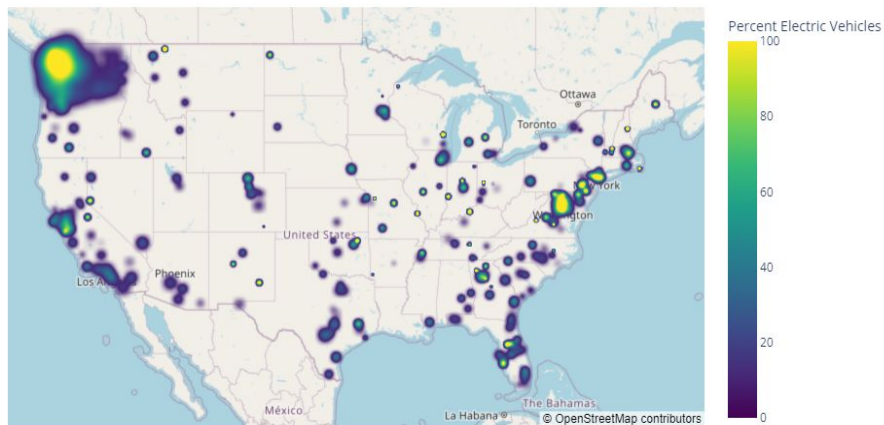 Percent Electric Vehicles
100
80
60
40
20
0
Ottawa
Toronto
New York
Washington
United States
Phoenix
Los An
México
La Habana
The Bahamas
© OpenStreetMap contributors